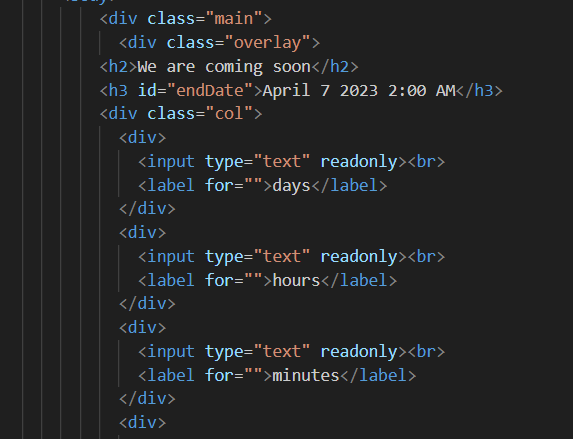 <div class="main">
<div class="overlay">
<h2>We are coming soon</h2>
<h3 id="endDate">April 7 2023 2:00 AM</h3>
<div class="col">
<div>
<input type="text" readonly><br>
<label for="">days</label>
</div>
<div>
<input type="text" readonly><br>
<label for="">hours</label>
</div>
<div>
<input type="text" readonly><br>
<label for="">minutes</label>
</div>
<div>